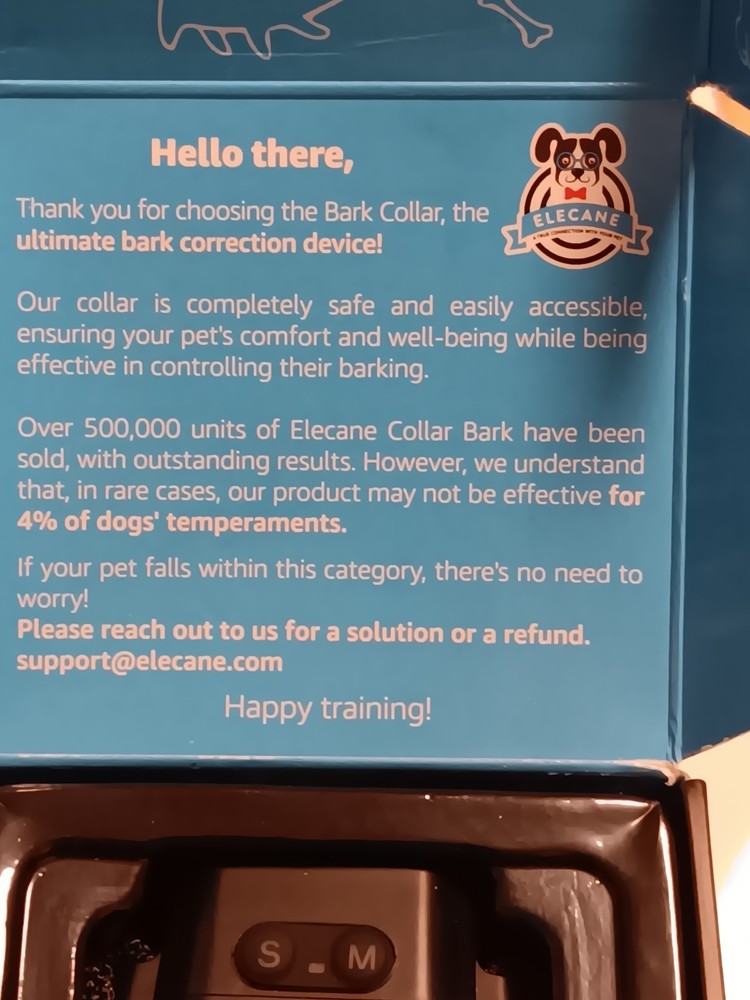 Hello there,
ELECANE
Thank you for choosing the Bark Collar, the
ultimate bark correction device!
Our collar is completely safe and easily accessible,
ensuring your pet's comfort and well-being while being
effective in controlling their barking.
Over 500,000 units of Elecane Collar Bark have been
sold, with outstanding results. However, we understand
that, in rare cases, our product may not be effective for
4% of dogs' temperaments.
If your pet falls within this category, there's no need to
worry!
Please reach out to us for a solution or a refund.
support@elecane.com
Happy training!
S M